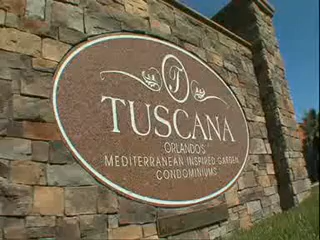 T
TUSCANA
ORLANDO'S
MEDITERRANEAN INSPIRED GARDEN
CONDOMINIUMS